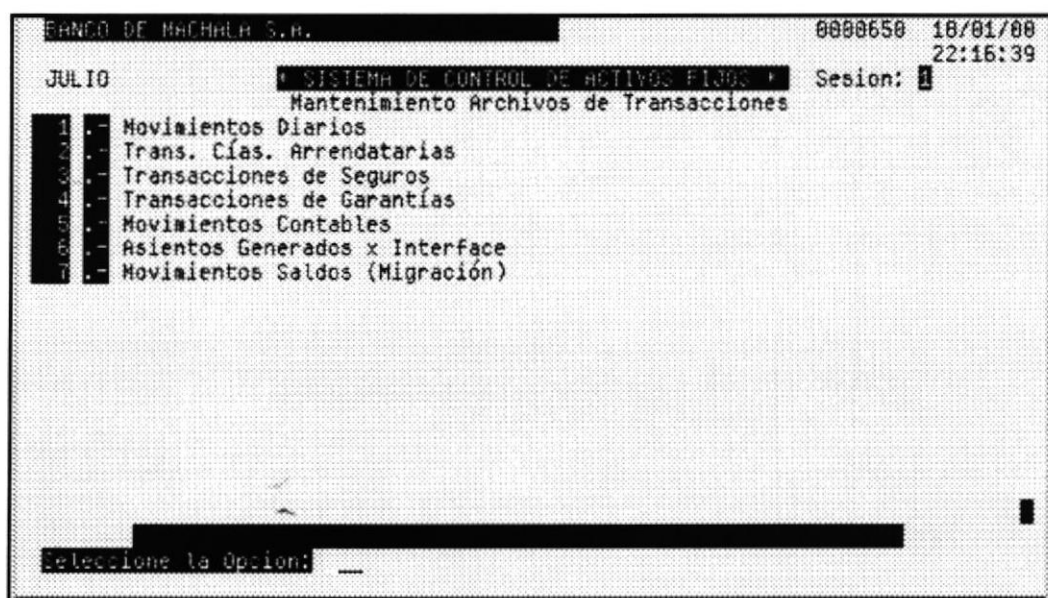 BANCO DE MACHALA S.A. 0000650 18/01/00
22:16:39
JULIO * SISTEMA DE CONTROL DE ACTIVOS FIJOS * Sesion: 1
Mantenimiento Archivos de Transacciones
1 .- Movimientos Diarios
2 .- Trans. Cías. Arrendatarias
3 .- Transacciones de Seguros
4 .- Transacciones de Garantías
5 .- Movimientos Contables
6 .- Asientos Generados x Interface
7 .- Movimientos Saldos (Migración)
Seleccione la Opcion: __